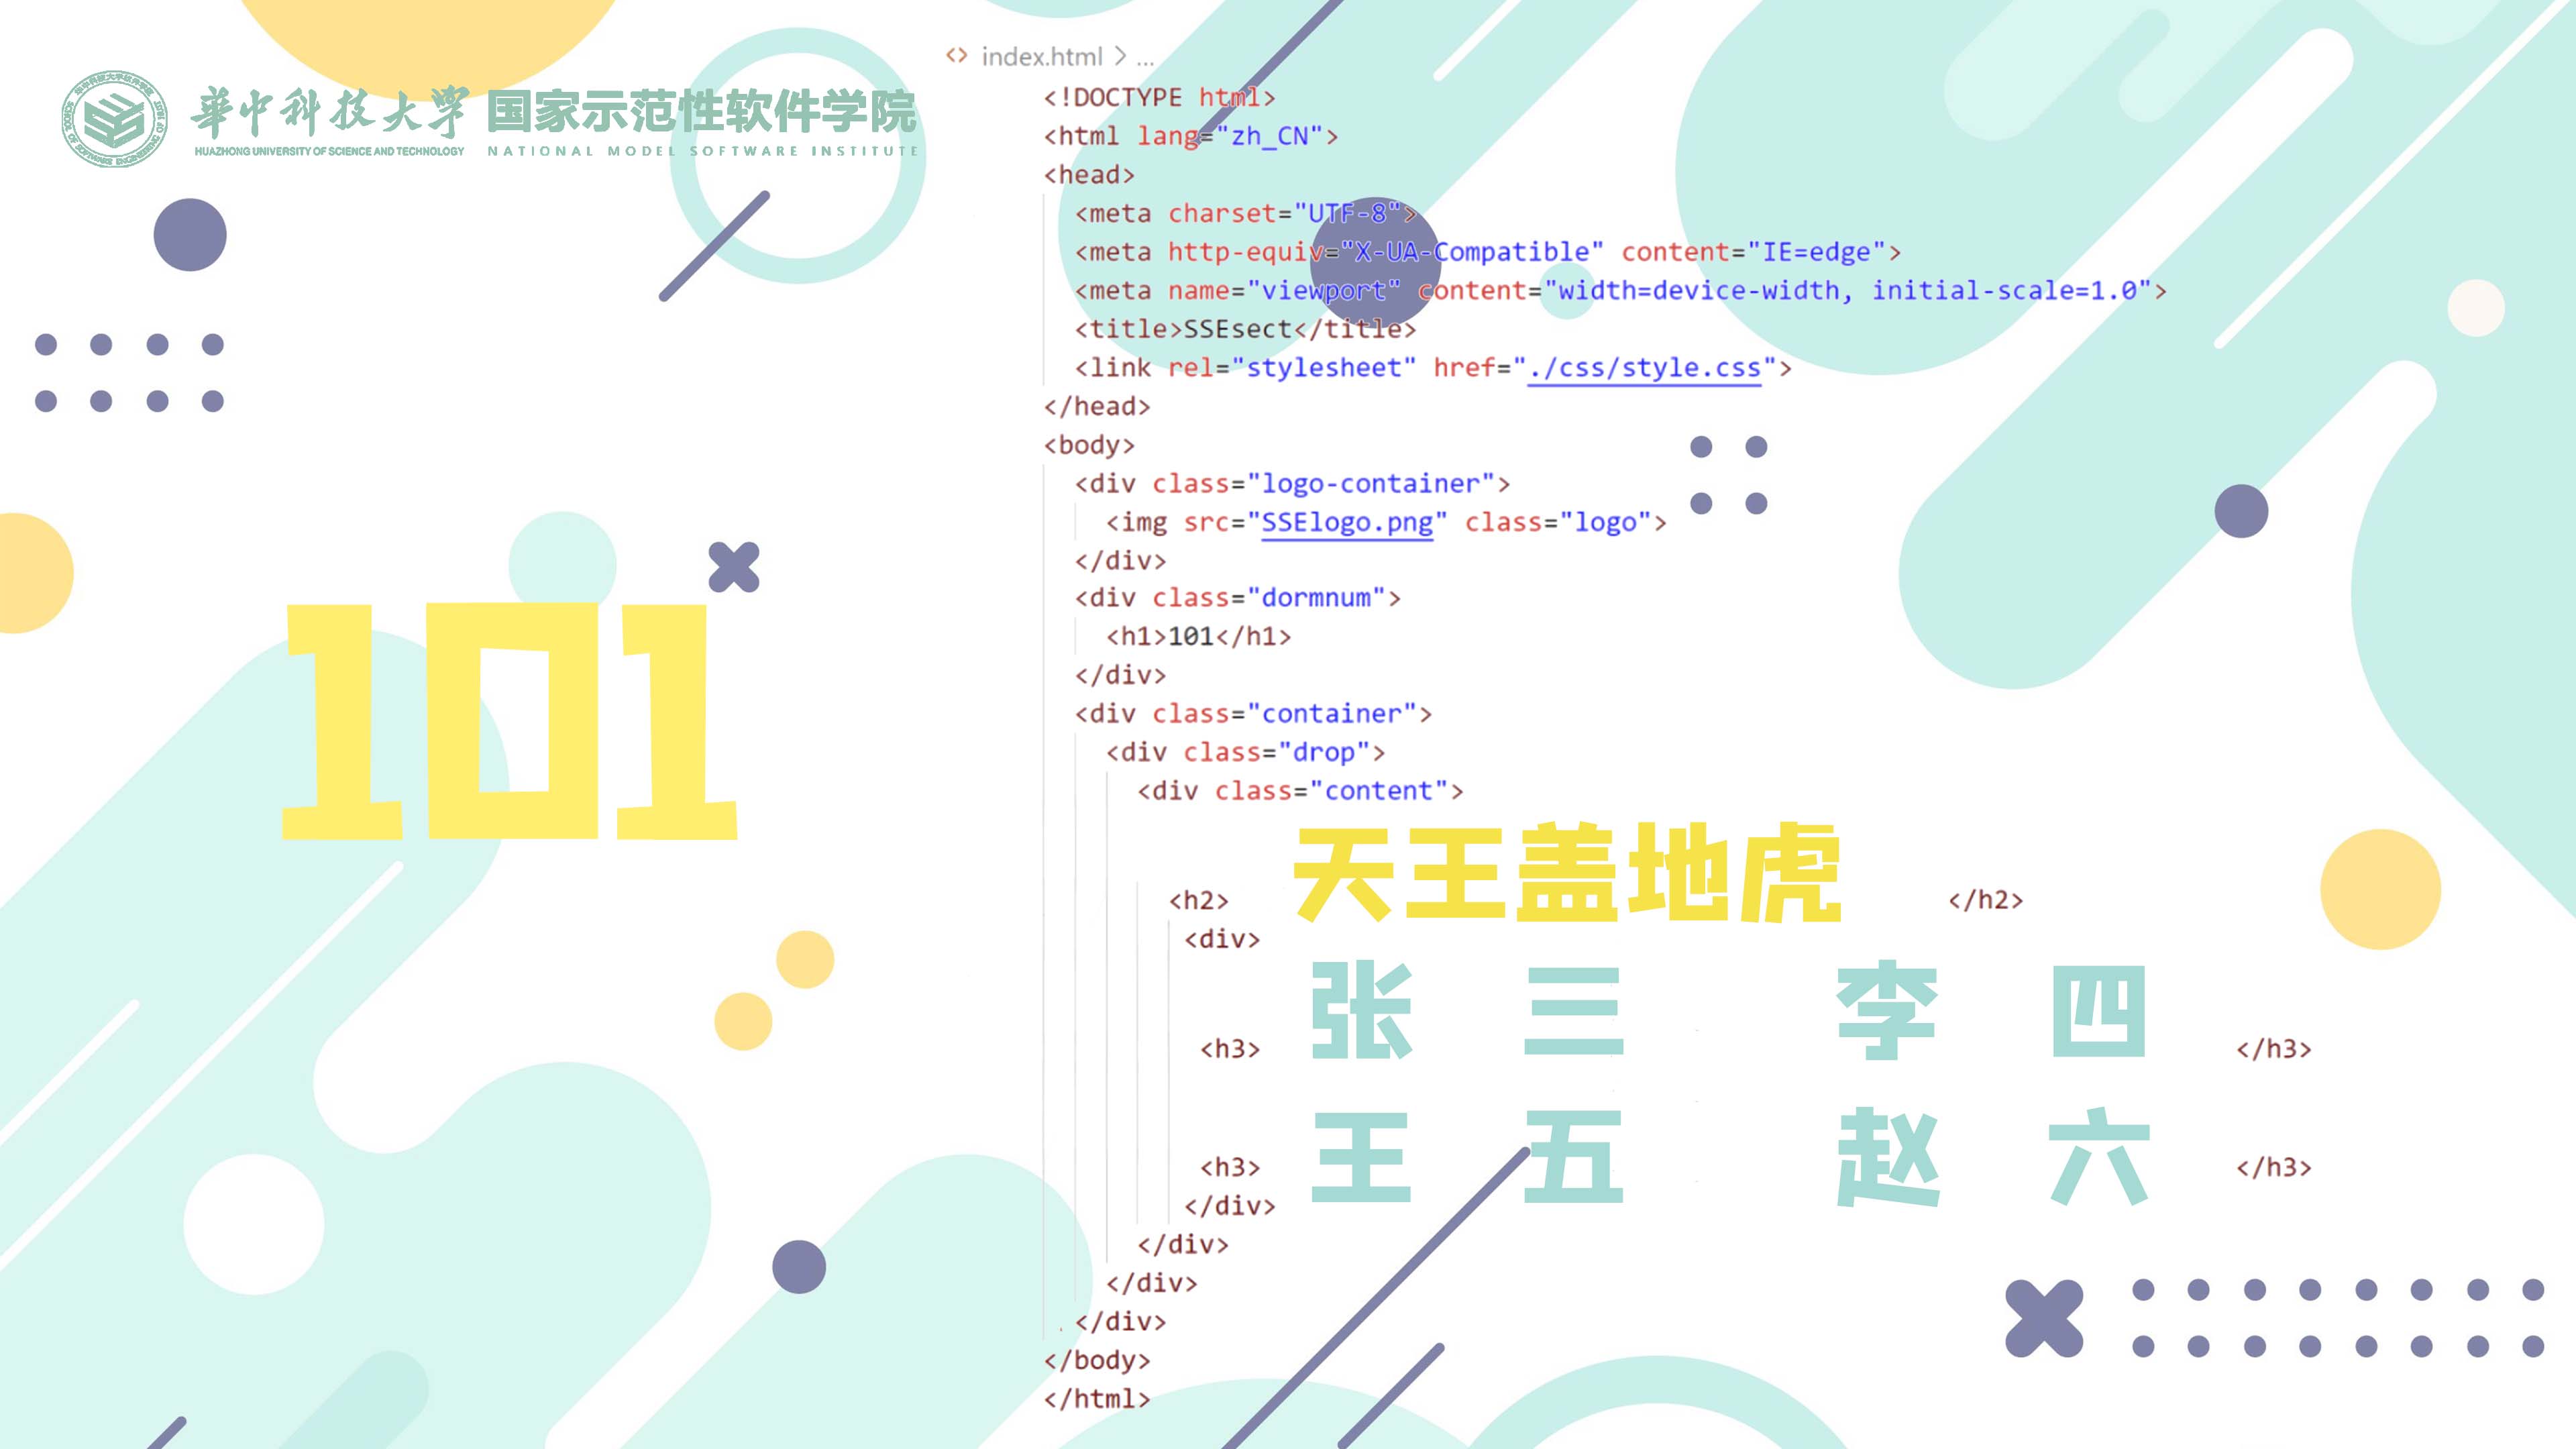 華中科技大学 国家示范性软件学院
HUAZHONG UNIVERSITY OF SCIENCE AND TECHNOLOGY NATIONAL MODEL SOFTWARE INSTITUTE
101
<> index.html > ...
<!DOCTYPE html>
<html lang="zh_CN">
<head>
<meta charset="UTF-8">
<meta http-equiv="X-UA-Compatible" content="IE=edge">
<meta name="viewport" content="width=device-width, initial-scale=1.0">
<title>SSEsect</title>
<link rel="stylesheet" href="./css/style.css">
</head>
<body>
<div class="logo-container">
<img src="SSElogo.png" class="logo">
</div>
<div class="dormnum">
<h1>101</h1>
</div>
<div class="container">
<div class="drop">
<div class="content">
<h2> 天王盖地虎 </h2>
<div>
<h3> 张三 李四 </h3>
<h3> 王五 赵六 </h3>
</div>
</div>
</div>
</div>
</body>
</html>